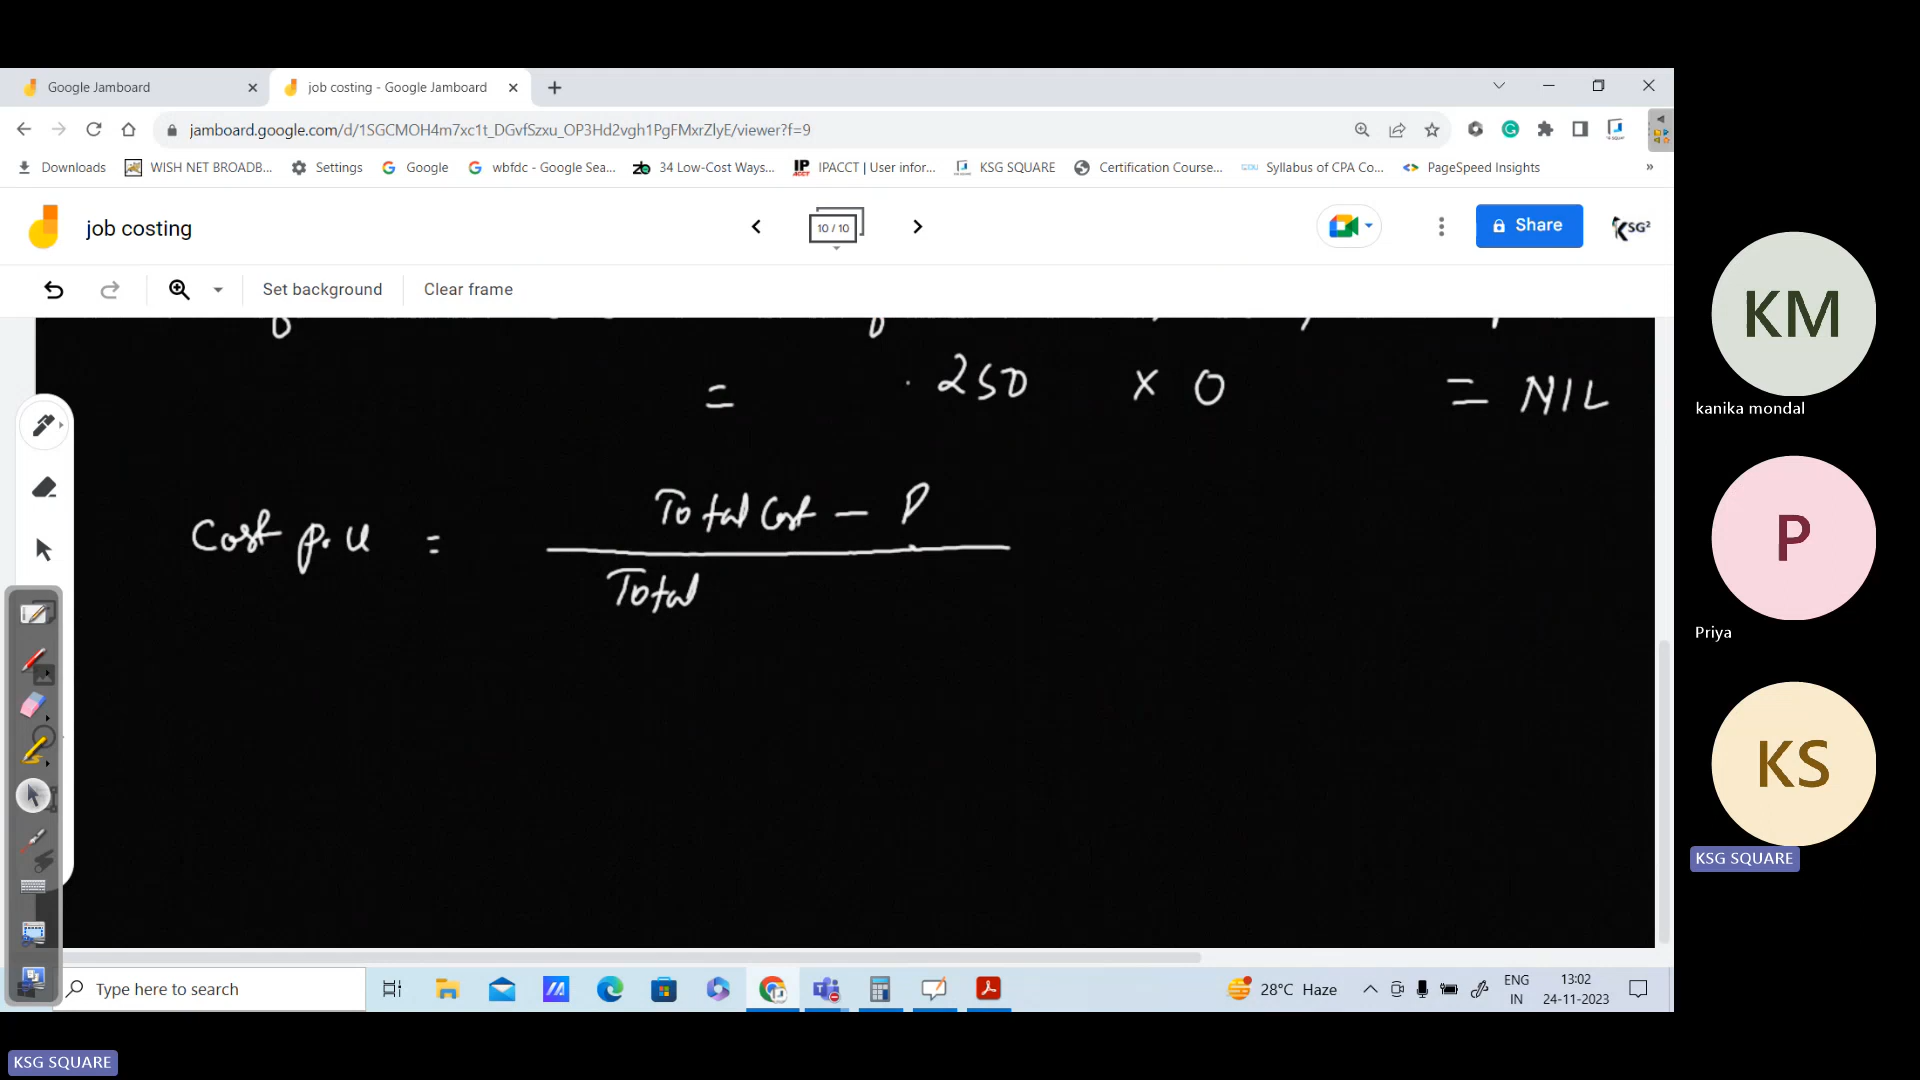 Google Jamboard
job costing - Google Jamboard
jamboard.google.com/d/1SGCMOH4m7xc1t_DGvfSzxu_OP3Hd2vgh1PgFMxrZlyE/viewer?f=9
Downloads WISH NET BROADB... Settings Google wbfdc - Google Sea... 34 Low-Cost Ways... IPACCT | User infor... KSG SQUARE Certification Course... Syllabus of CPA Co... PageSpeed Insights »
job costing 10 / 10 Share KSG²
Set background Clear frame
= 250 × 0 = NIL
Total Cost — P
Cost p.u =
Total
KM
kanika mondal
P
Priya
KS
KSG SQUARE
Type here to search 28°C Haze ENG IN 13:02 24-11-2023
KSG SQUARE